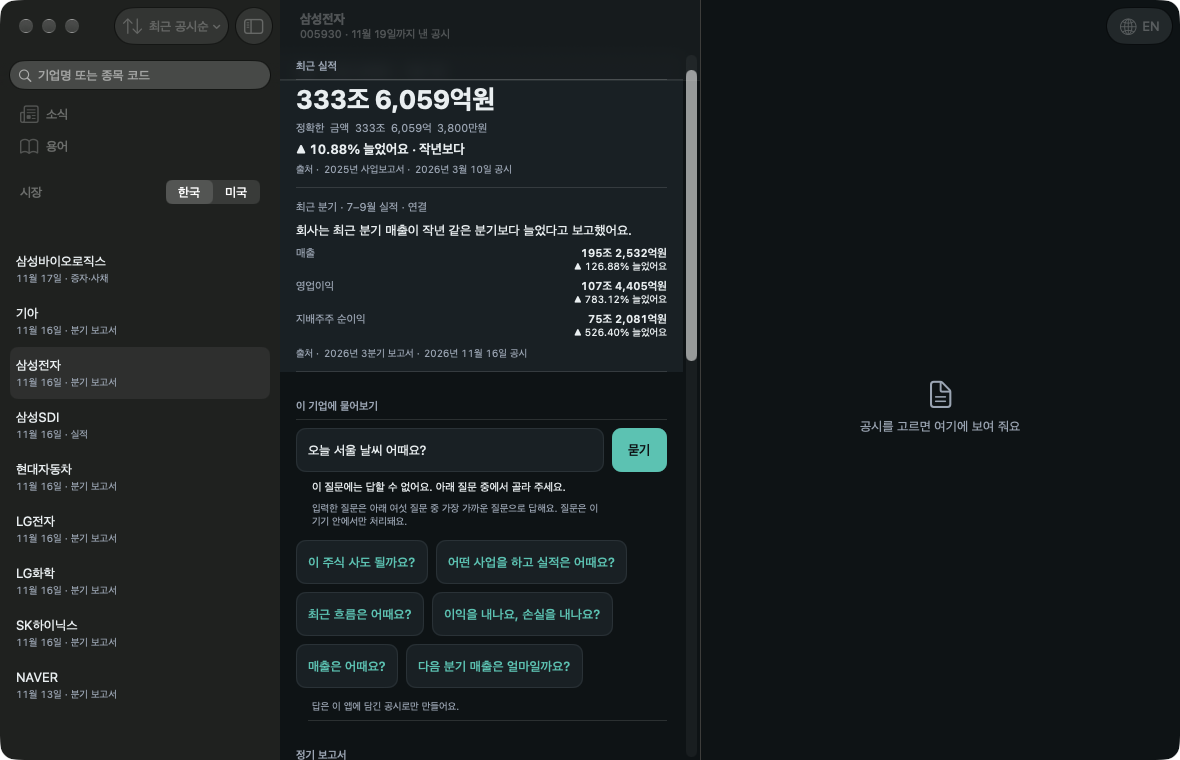 최근 공시순
기업명 또는 종목 코드
소식
용어
시장
한국
미국
삼성바이오로직스
11월 17일 · 증자·사채
기아
11월 16일 · 분기 보고서
삼성전자
11월 16일 · 분기 보고서
삼성SDI
11월 16일 · 실적
현대자동차
11월 16일 · 분기 보고서
LG전자
11월 16일 · 분기 보고서
LG화학
11월 16일 · 분기 보고서
SK하이닉스
11월 16일 · 분기 보고서
NAVER
11월 13일 · 분기 보고서
삼성전자
005930 · 11월 19일까지 낸 공시
최근 실적
333조 6,059억원
정확한 금액 333조 6,059억 3,800만원
▲ 10.88% 늘었어요 · 작년보다
출처 · 2025년 사업보고서 · 2026년 3월 10일 공시
최근 분기 · 7–9월 실적 · 연결
회사는 최근 분기 매출이 작년 같은 분기보다 늘었다고 보고했어요.
매출 195조 2,532억원
▲ 126.88% 늘었어요
영업이익 107조 4,405억원
▲ 783.12% 늘었어요
지배주주 순이익 75조 2,081억원
▲ 526.40% 늘었어요
출처 · 2026년 3분기 보고서 · 2026년 11월 16일 공시
이 기업에 물어보기
오늘 서울 날씨 어때요?
묻기
이 질문에는 답할 수 없어요. 아래 질문 중에서 골라 주세요.
입력한 질문은 아래 여섯 질문 중 가장 가까운 질문으로 답해요. 질문은 이
기기 안에서만 처리돼요.
이 주식 사도 될까요?
어떤 사업을 하고 실적은 어때요?
최근 흐름은 어때요?
이익을 내나요, 손실을 내나요?
매출은 어때요?
다음 분기 매출은 얼마일까요?
답은 이 앱에 담긴 공시로만 만들어요.
정기 보고서
EN
공시를 고르면 여기에 보여 줘요